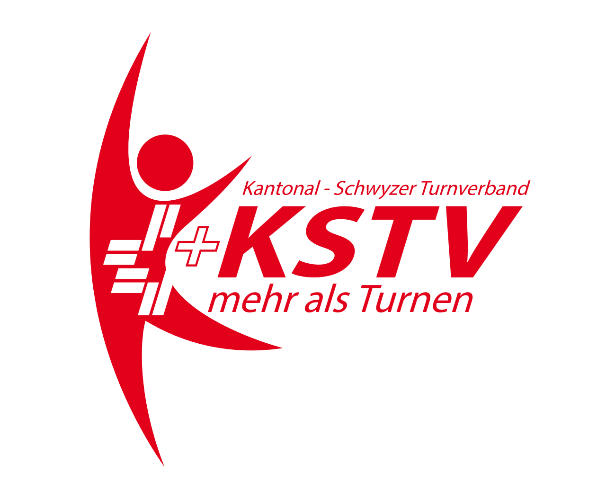 Kantonal - Schwyzer Turnverband
KSTV
mehr als Turnen